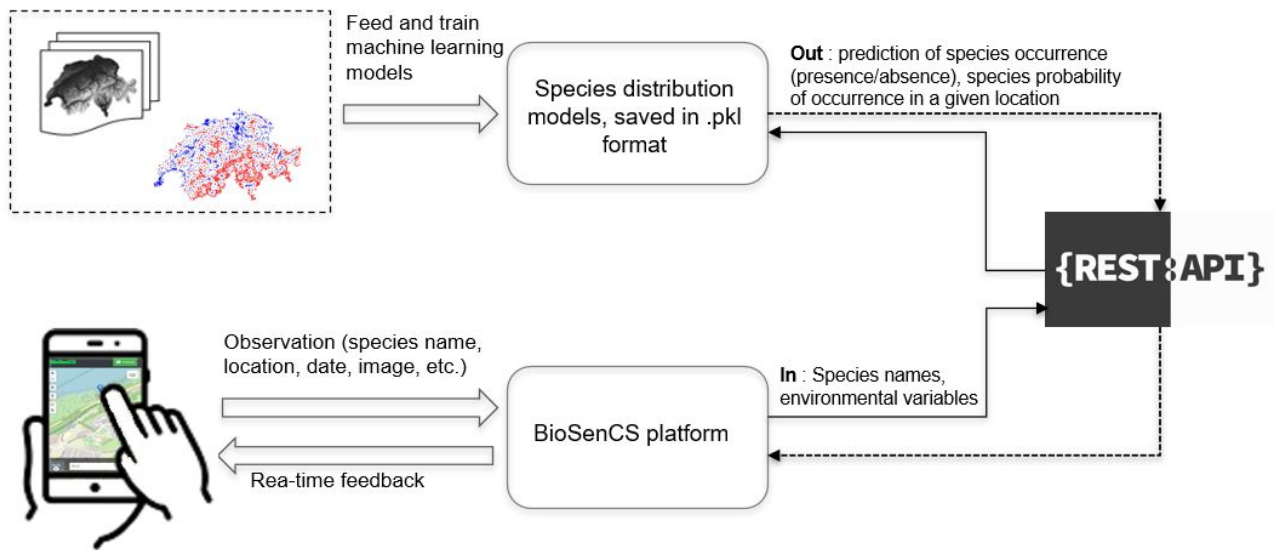 Feed and train
machine learning
models
Species distribution
models, saved in .pkl
format
Out : prediction of species occurrence
(presence/absence), species probability
of occurrence in a given location
{REST:API}
Observation (species name,
location, date, image, etc.)
Rea-time feedback
BioSenCS
BioSenCS platform
In : Species names,
environmental variables